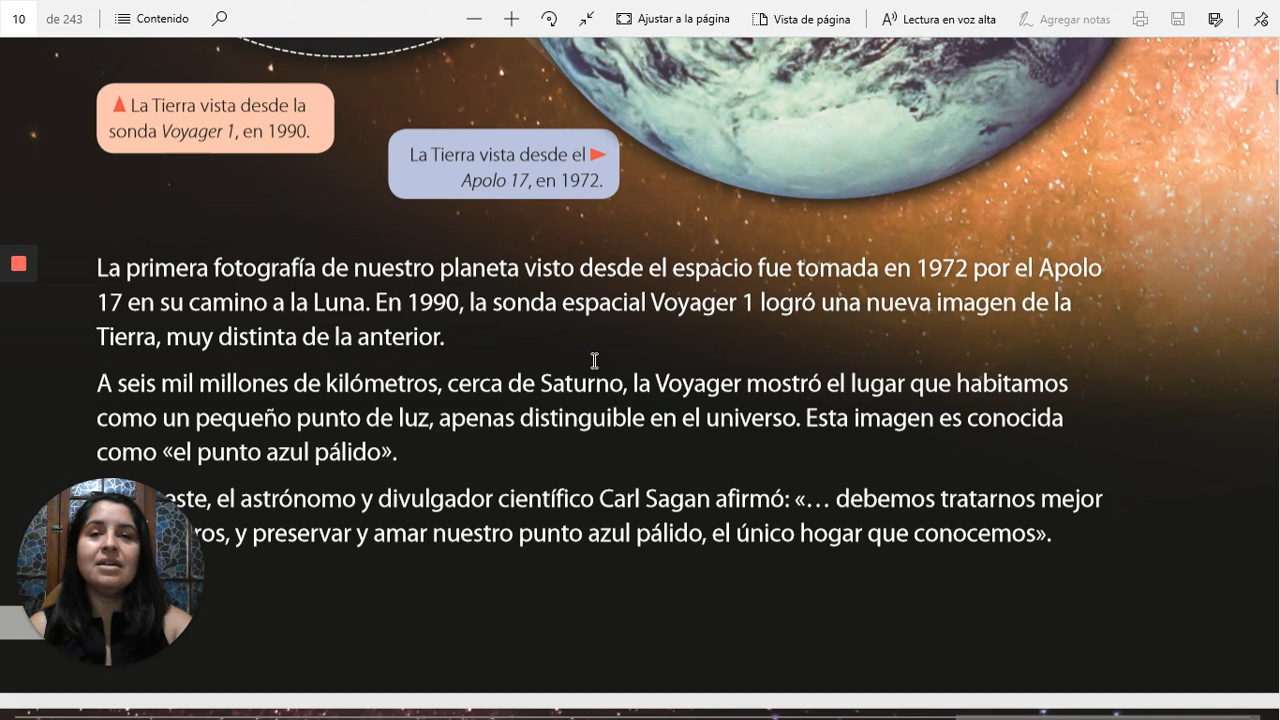 10 de 243 Contenido Ajustar a la página Vista de página Lectura en voz alta Agregar notas
La Tierra vista desde la
sonda Voyager 1, en 1990.
La Tierra vista desde el
Apolo 17, en 1972.
La primera fotografía de nuestro planeta visto desde el espacio fue tomada en 1972 por el Apolo
17 en su camino a la Luna. En 1990, la sonda espacial Voyager 1 logró una nueva imagen de la
Tierra, muy distinta de la anterior.
A seis mil millones de kilómetros, cerca de Saturno, la Voyager mostró el lugar que habitamos
como un pequeño punto de luz, apenas distinguible en el universo. Esta imagen es conocida
como «el punto azul pálido».
este, el astrónomo y divulgador científico Carl Sagan afirmó: «… debemos tratarnos mejor
y preservar y amar nuestro punto azul pálido, el único hogar que conocemos».